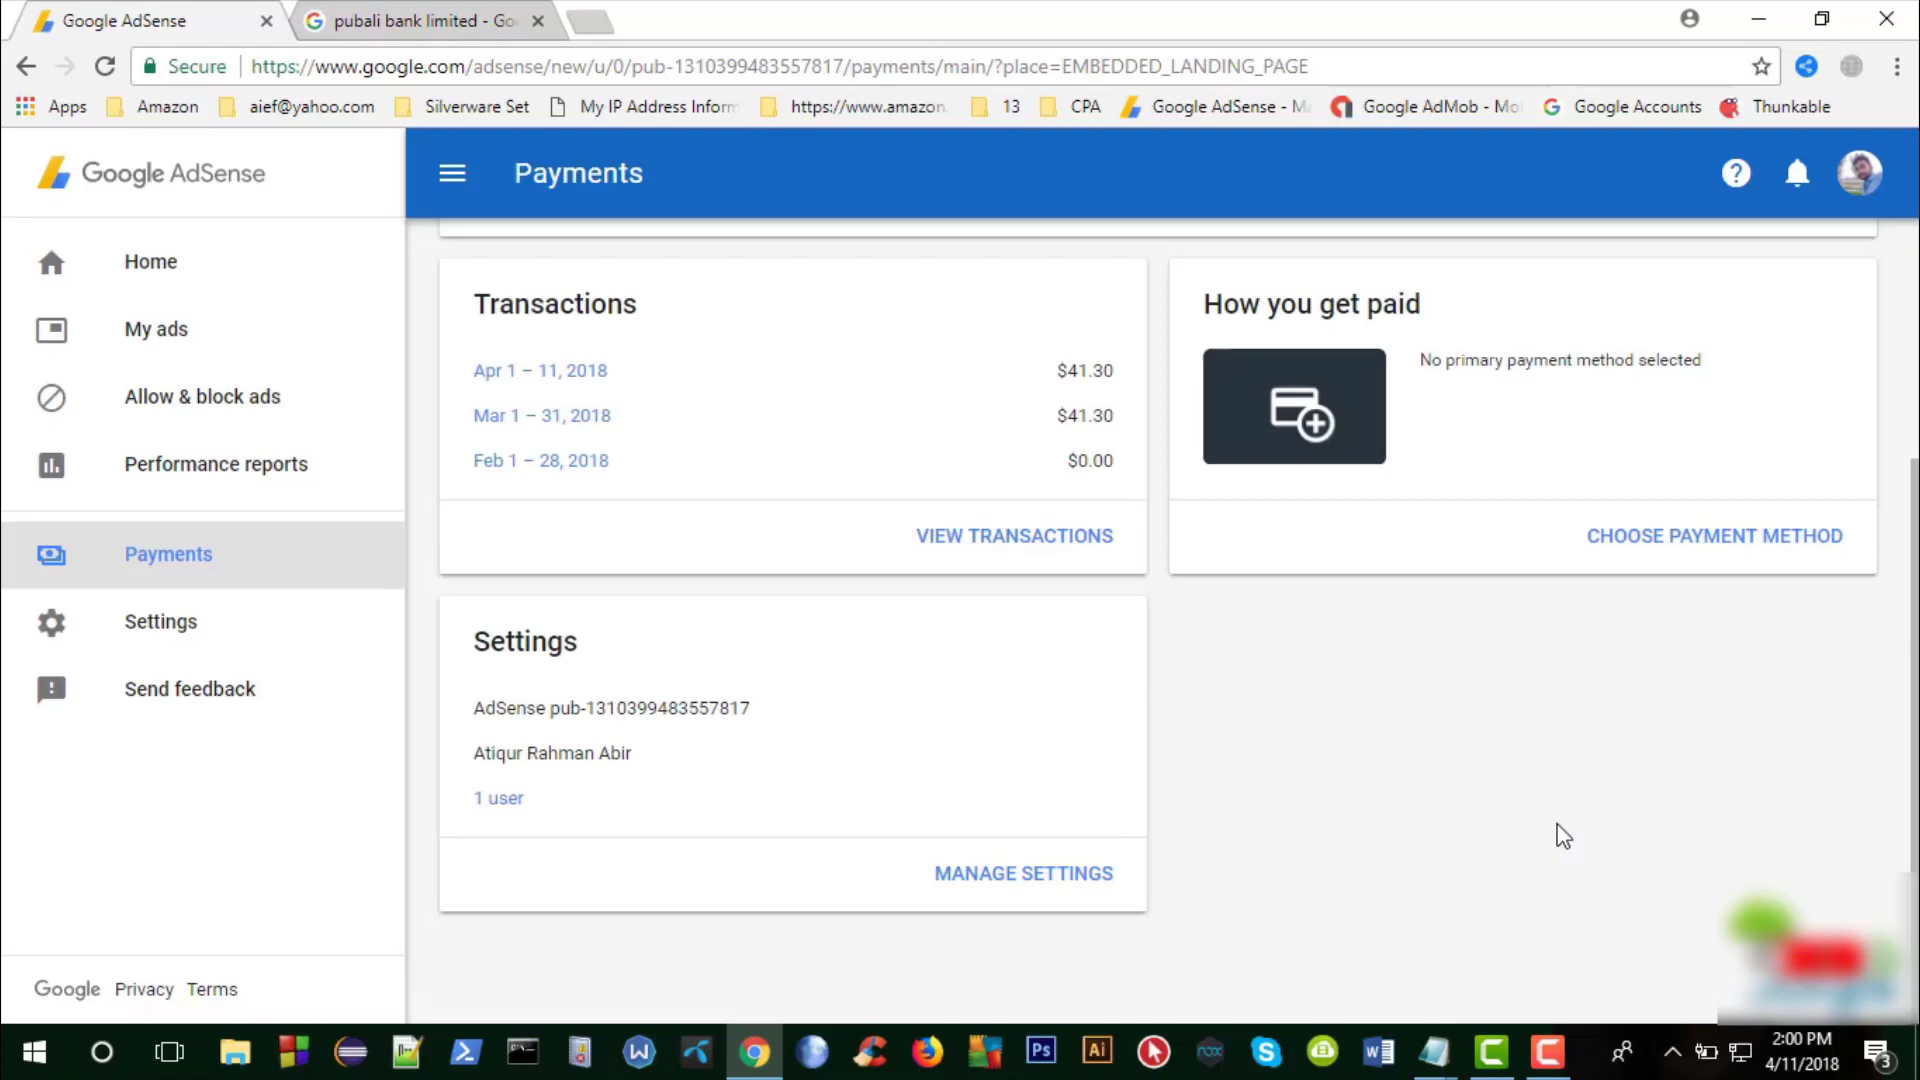 Google AdSense
pubali bank limited - Go
Secure https://www.google.com/adsense/new/u/0/pub-1310399483557817/payments/main/?place=EMBEDDED_LANDING_PAGE
Apps Amazon aief@yahoo.com Silverware Set My IP Address Inform https://www.amazon. 13 CPA Google AdSense - Ma Google AdMob - Mo Google Accounts Thunkable
Google AdSense
Payments
Home
My ads
Allow & block ads
Performance reports
Payments
Settings
Send feedback
Google Privacy Terms
Transactions
Apr 1 – 11, 2018 $41.30
Mar 1 – 31, 2018 $41.30
Feb 1 – 28, 2018 $0.00
VIEW TRANSACTIONS
How you get paid
No primary payment method selected
CHOOSE PAYMENT METHOD
Settings
AdSense pub-1310399483557817
Atiqur Rahman Abir
1 user
MANAGE SETTINGS
Ps Ai nox
2:00 PM
4/11/2018
3